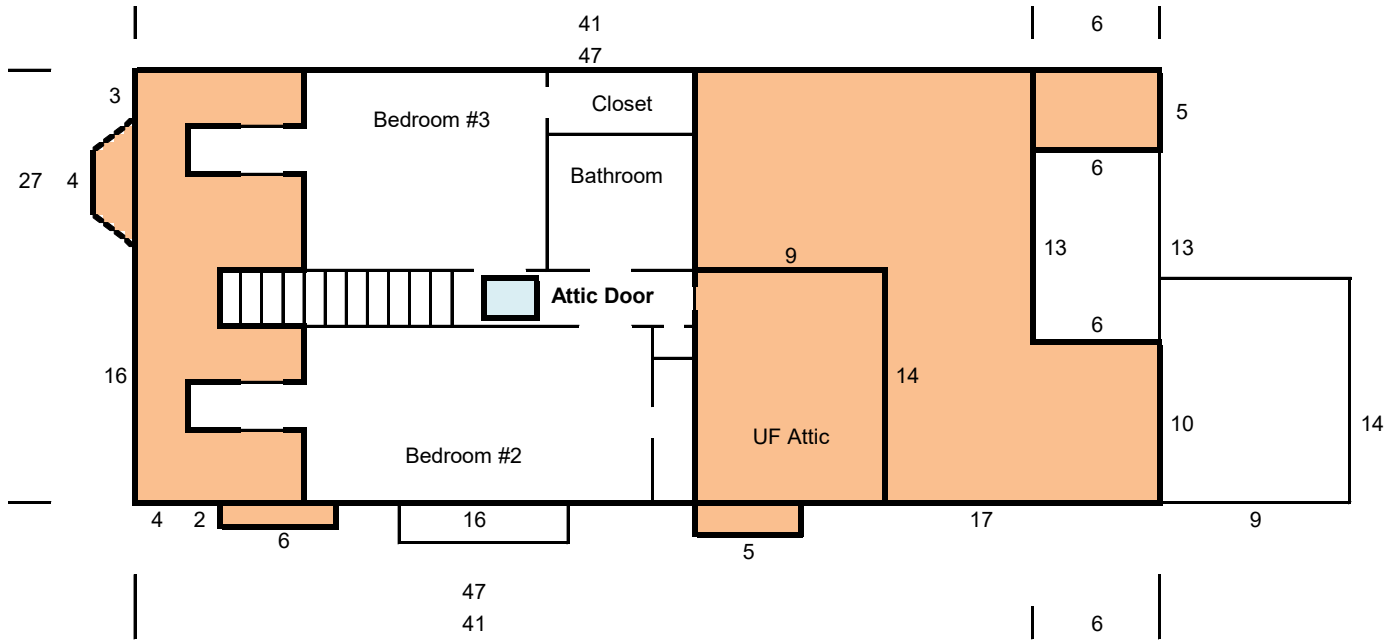 41 6
47
3 Closet 5
Bedroom #3
27 4 Bathroom 6
9 13 13
Attic Door
6
16 14
10 14
UF Attic
Bedroom #2
4 2 16 17 9
6 5
47
41 6